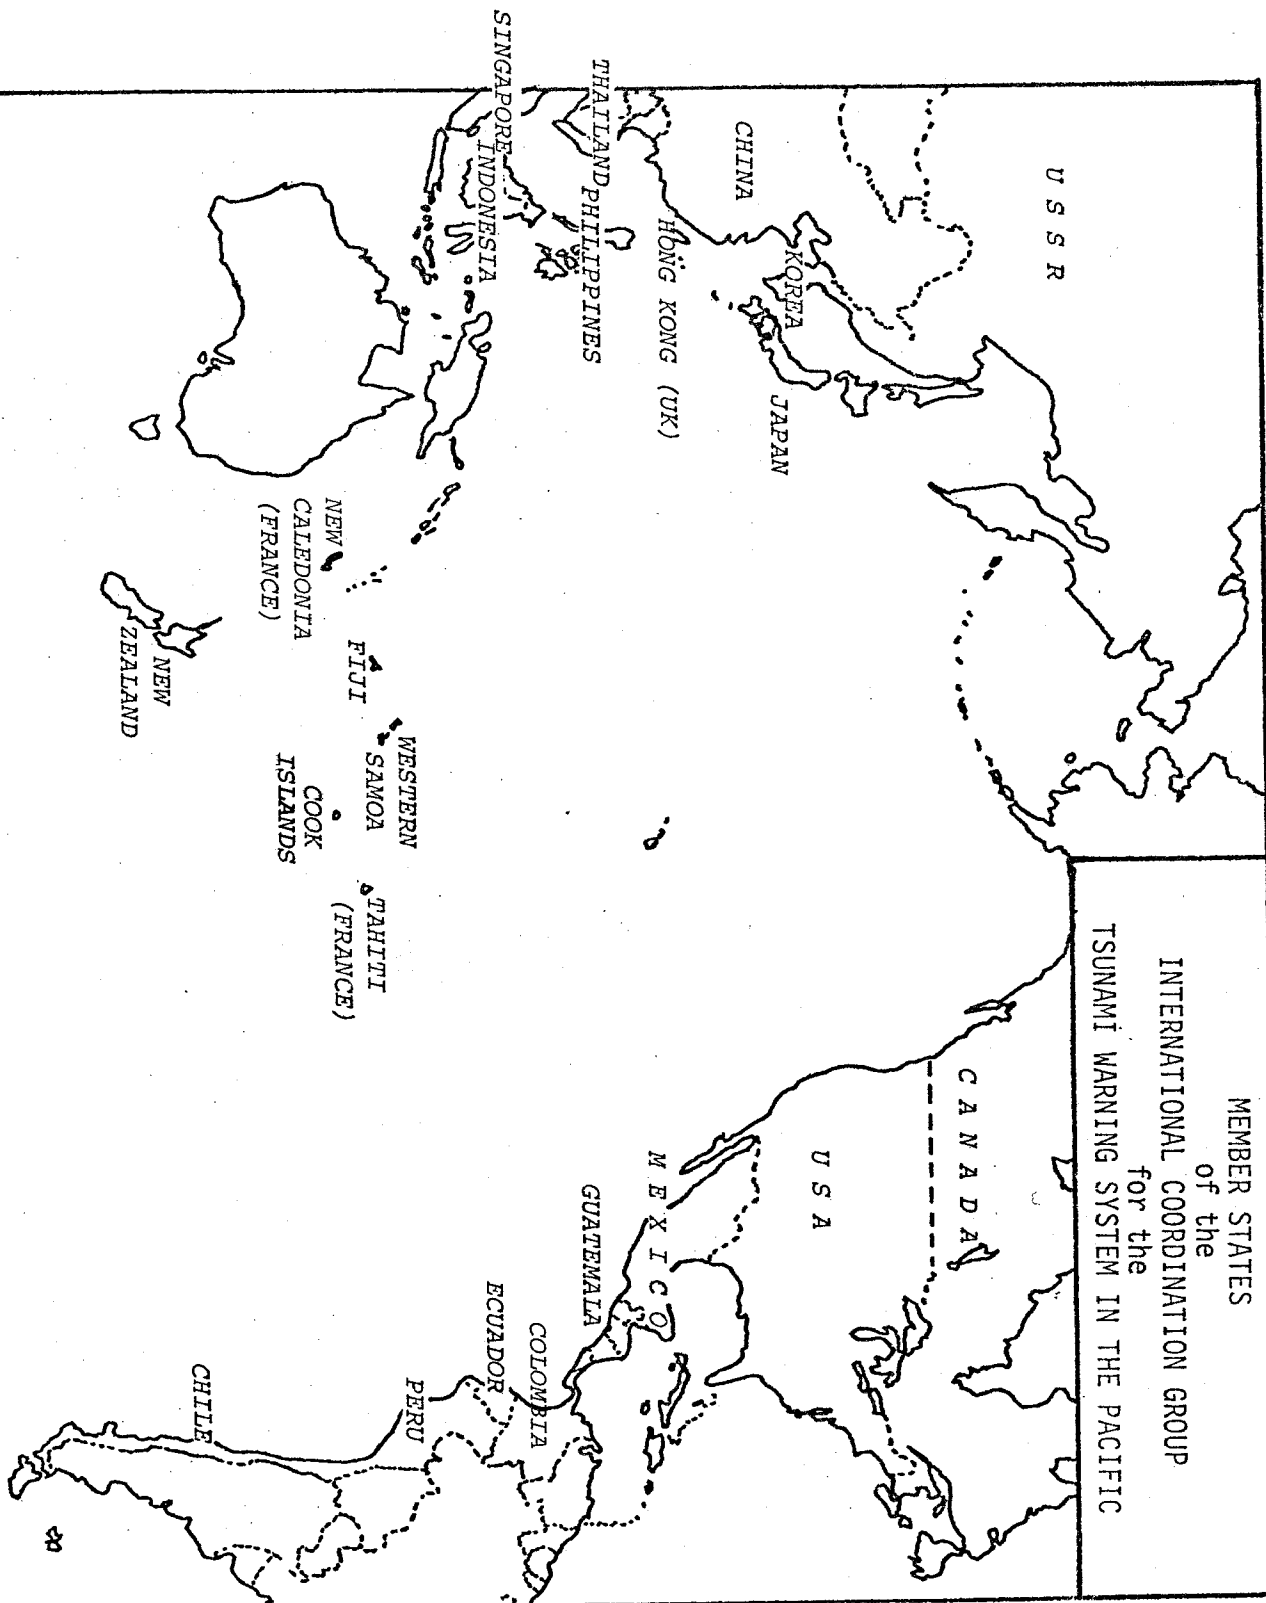 MEMBER STATES
of the
INTERNATIONAL COORDINATION GROUP
for the
TSUNAMI WARNING SYSTEM IN THE PACIFIC
U S S R
CHINA
KOREA
JAPAN
HONG KONG (UK)
THAILAND
PHILIPPINES
SINGAPORE
INDONESIA
NEW
CALEDONIA
(FRANCE)
FIJI
NEW
ZEALAND
WESTERN
SAMOA
COOK
ISLANDS
TAHITI
(FRANCE)
C A N A D A
U S A
M E X I C O
GUATEMALA
COLOMBIA
ECUADOR
PERU
CHILE